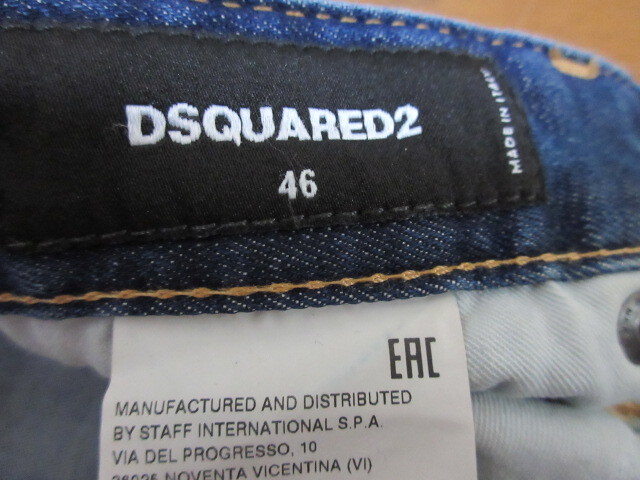 DSQUARED2
46
MADE IN ITALY
EAC
MANUFACTURED AND DISTRIBUTED
BY STAFF INTERNATIONAL S.P.A.
VIA DEL PROGRESSO, 10
36025 NOVENTA VICENTINA (VI)